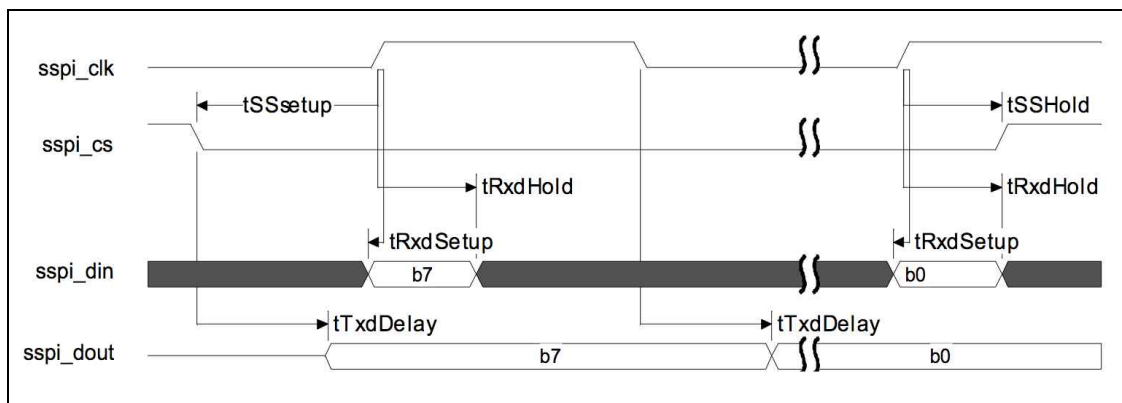 sspi_clk
tSSsetup
tSSHold
sspi_cs
tRxdHold
tRxdHold
tRxdSetup
tRxdSetup
sspi_din
b7
b0
tTxdDelay
tTxdDelay
sspi_dout
b7
b0